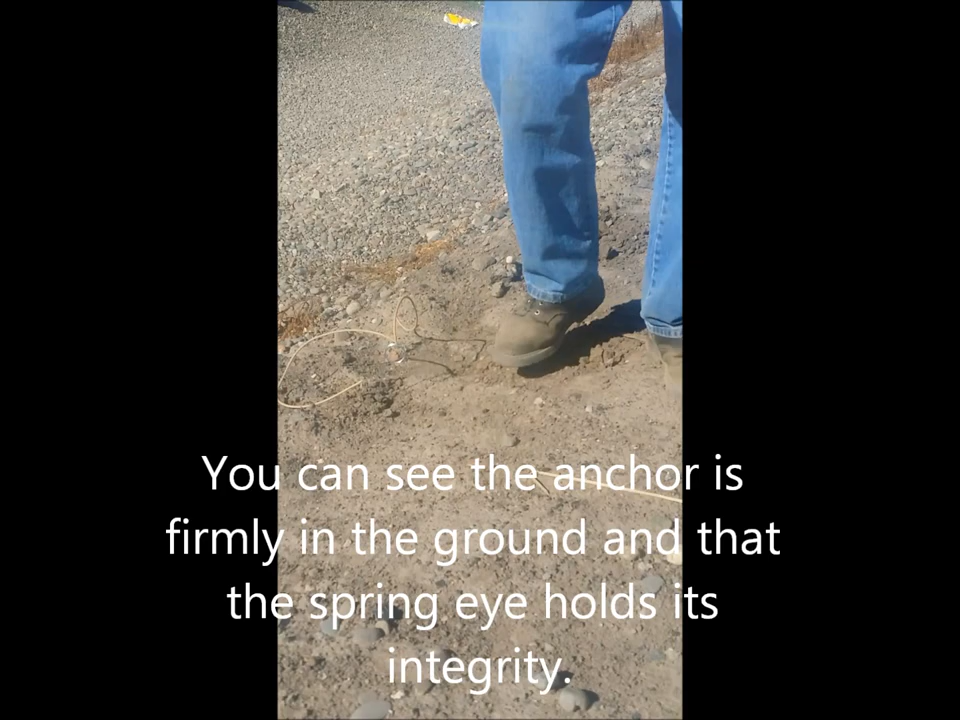 You can see the anchor is
firmly in the ground and that
the spring eye holds its
integrity.